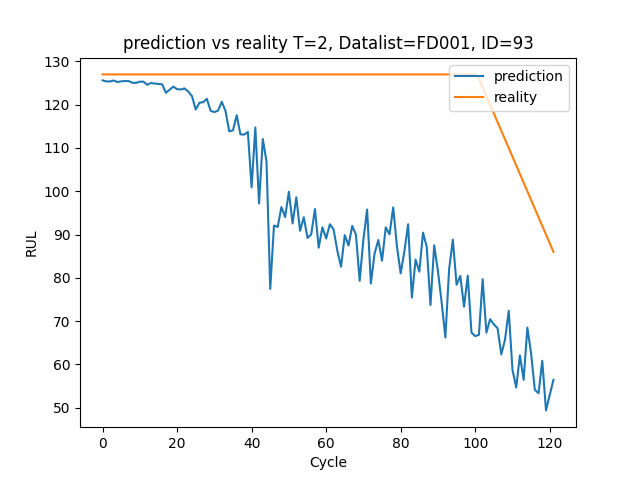 prediction vs reality T=2, Datalist=FD001, ID=93
prediction
reality
130
120
110
100
90
80
70
60
50
RUL
0 20 40 60 80 100 120
Cycle